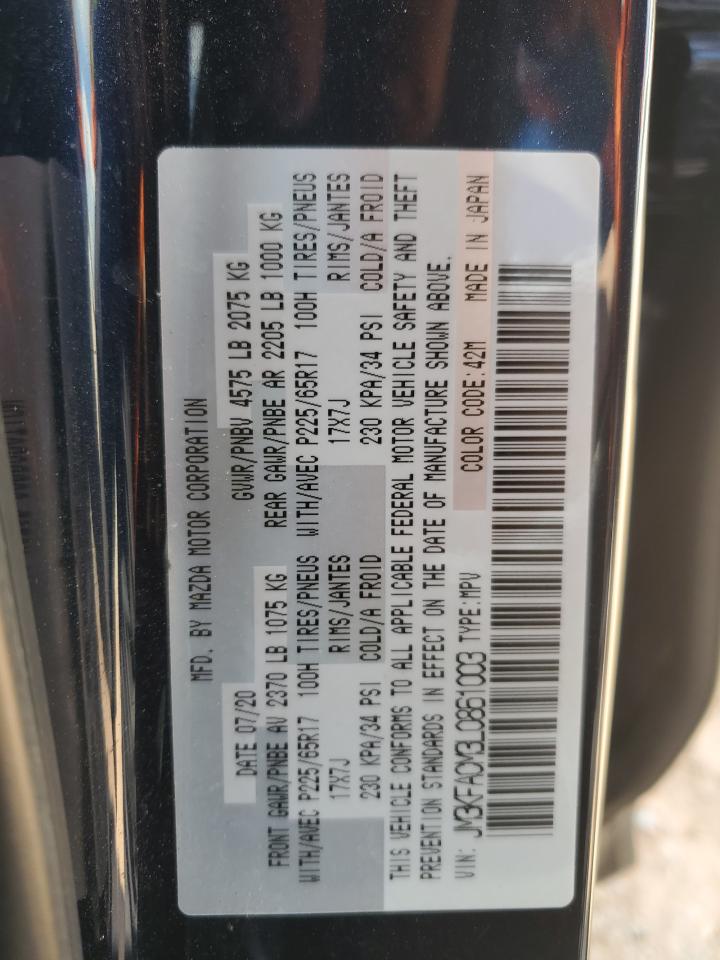 MFD. BY MAZDA MOTOR CORPORATION
DATE 07/20 GVWR/PNBV 4575 LB 2075 KG
FRONT GAWR/PNBE AV 2370 LB 1075 KG REAR GAWR/PNBE AR 2205 LB 1000 KG
WITH/AVEC P225/65R17 100H TIRES/PNEUS WITH/AVEC P225/65R17 100H TIRES/PNEUS
17X7J RIMS/JANTES 17X7J RIMS/JANTES
230 KPA/34 PSI COLD/A FROID 230 KPA/34 PSI COLD/A FROID
THIS VEHICLE CONFORMS TO ALL APPLICABLE FEDERAL MOTOR VEHICLE SAFETY AND THEFT
PREVENTION STANDARDS IN EFFECT ON THE DATE OF MANUFACTURE SHOWN ABOVE.
VIN: JM3KFACM3L0861003 TYPE:MPV COLOR CODE:42M MADE IN JAPAN